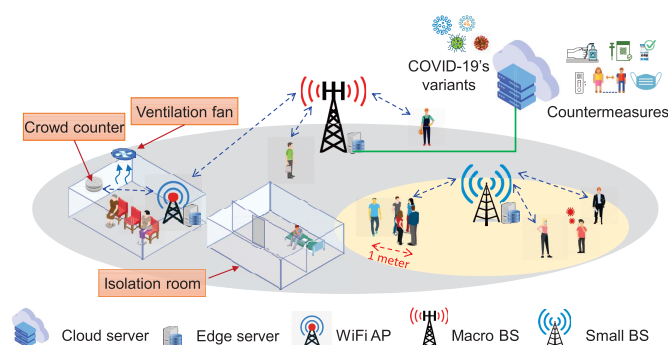 COVID-19's
variants
Countermeasures
Ventilation fan
Crowd counter
1 meter
Isolation room
Cloud server
Edge server
WiFi AP
Macro BS
Small BS